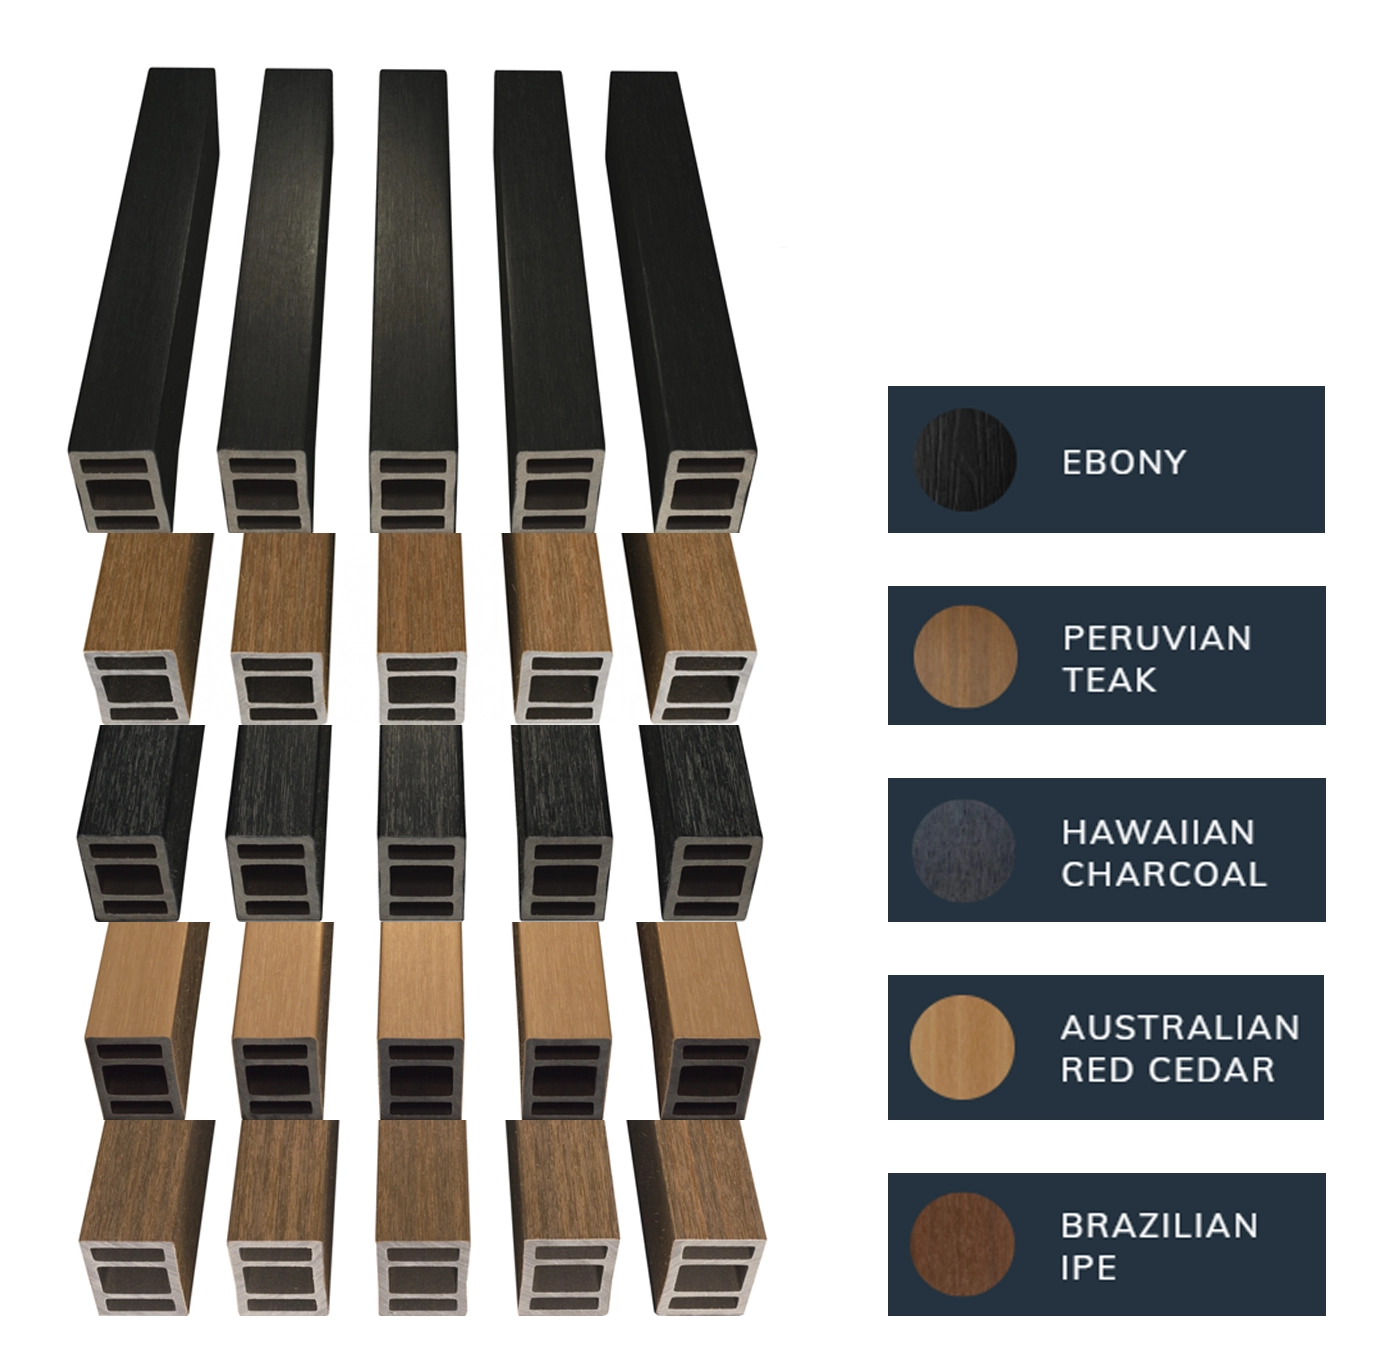 EBONY
PERUVIAN
TEAK
HAWAIIAN
CHARCOAL
AUSTRALIAN
RED CEDAR
BRAZILIAN
IPE